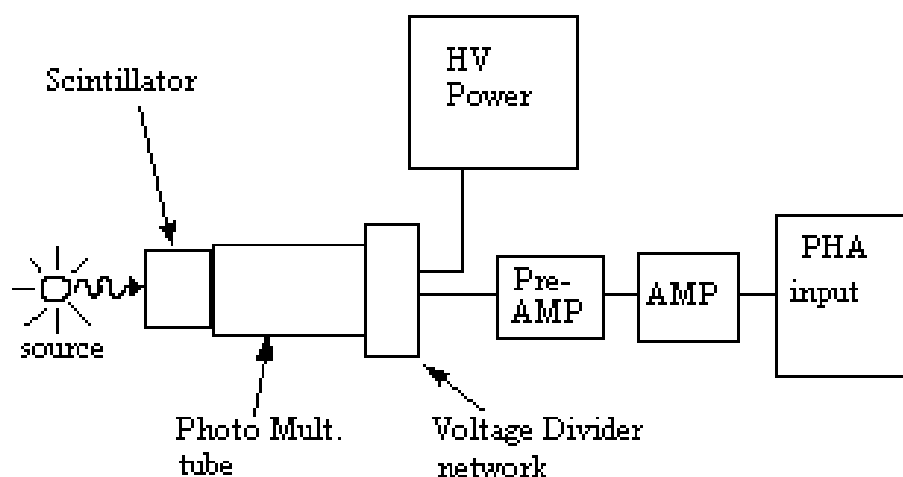 HV
Power
Scintillator
PHA
input
Pre-
AMP
AMP
source
Photo Mult.
tube
Voltage Divider
network